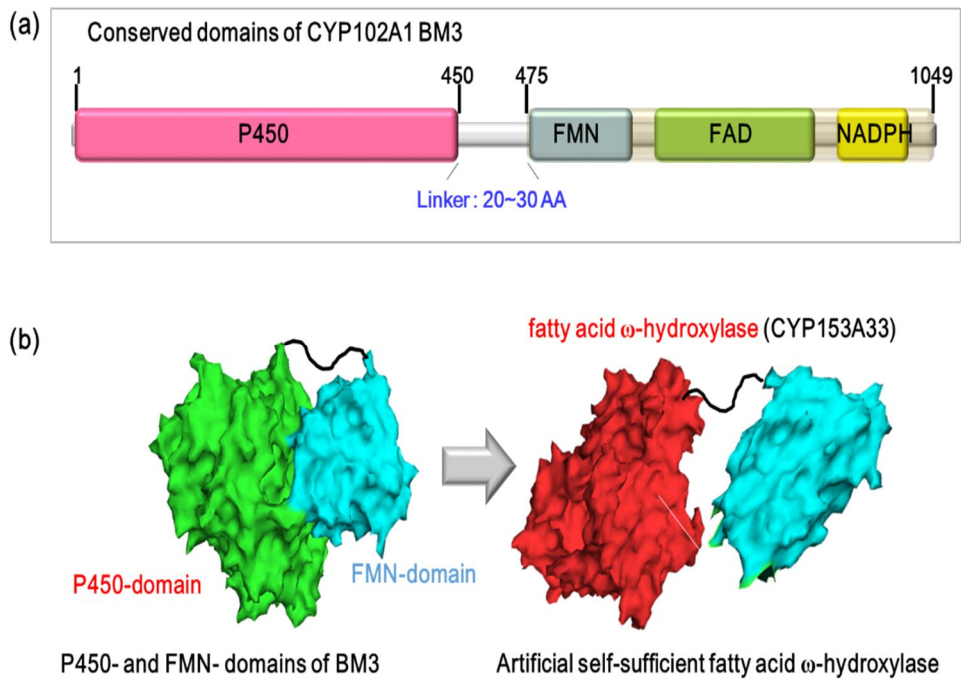 (a)
Conserved domains of CYP102A1 BM3
1 450 475 1049
P450 FMN FAD NADPH
Linker : 20~30 AA
(b)
fatty acid ω-hydroxylase (CYP153A33)
P450-domain
FMN-domain
P450- and FMN- domains of BM3
Artificial self-sufficient fatty acid ω-hydroxylase